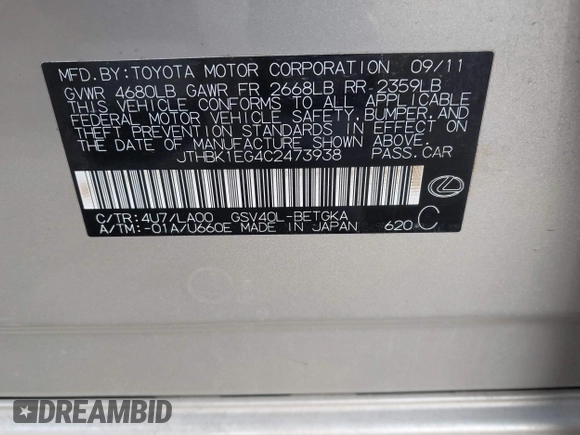 MFD.BY:TOYOTA MOTOR CORPORATION 09/11
GVWR 4680LB GAWR FR 2668LB RR 2359LB
THIS VEHICLE CONFORMS TO ALL APPLICABLE
FEDERAL MOTOR VEHICLE SAFETY,BUMPER,AND
THEFT PREVENTION STANDARDS IN EFFECT ON
THE DATE OF MANUFACTURE SHOWN ABOVE.
JTHBK1EG4C2473938 PASS.CAR
C/TR:4U7/LA00 GSV40L-BETGKA
A/TM:-01A/U660E MADE IN JAPAN 620 C
DREAMBID